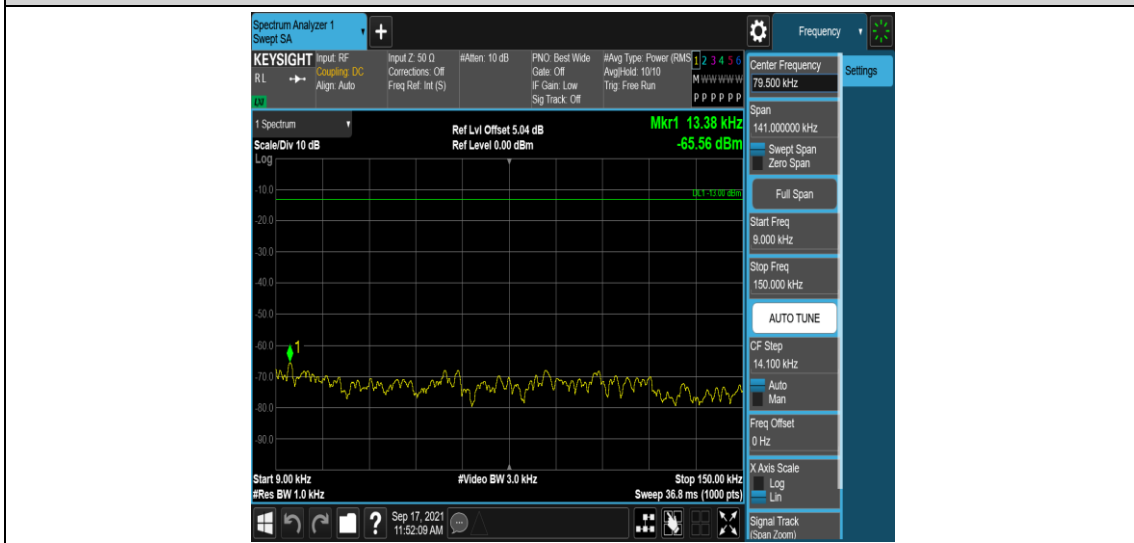 Spectrum Analyzer 1
Swept SA
+
Frequency
KEYSIGHT
RL
Input: RF
Coupling: DC
Align: Auto
Input Z: 50 Ω
Corrections: Off
Freq Ref: Int (S)
#Atten: 10 dB
PNO: Best Wide
Gate: Off
IF Gain: Low
Sig Track: Off
#Avg Type: Power (RMS
Avg|Hold: 10/10
Trig: Free Run
1 2 3 4 5 6
M W W W W W
P P P P P P
1 Spectrum
Scale/Div 10 dB
Log
Ref Lvl Offset 5.04 dB
Ref Level 0.00 dBm
Mkr1 13.38 kHz
-65.56 dBm
DL1 -13.00 dBm
-10.0
-20.0
-30.0
-40.0
-50.0
-60.0
1
-70.0
-80.0
-90.0
Start 9.00 kHz
#Res BW 1.0 kHz
#Video BW 3.0 kHz
Stop 150.00 kHz
Sweep 36.8 ms (1000 pts)
Center Frequency
79.500 kHz
Settings
Span
141.000000 kHz
Swept Span
Zero Span
Full Span
Start Freq
9.000 kHz
Stop Freq
150.000 kHz
AUTO TUNE
CF Step
14.100 kHz
Auto
Man
Freq Offset
0 Hz
X Axis Scale
Log
Lin
Signal Track
(Span Zoom)
?
Sep 17, 2021
11:52:09 AM